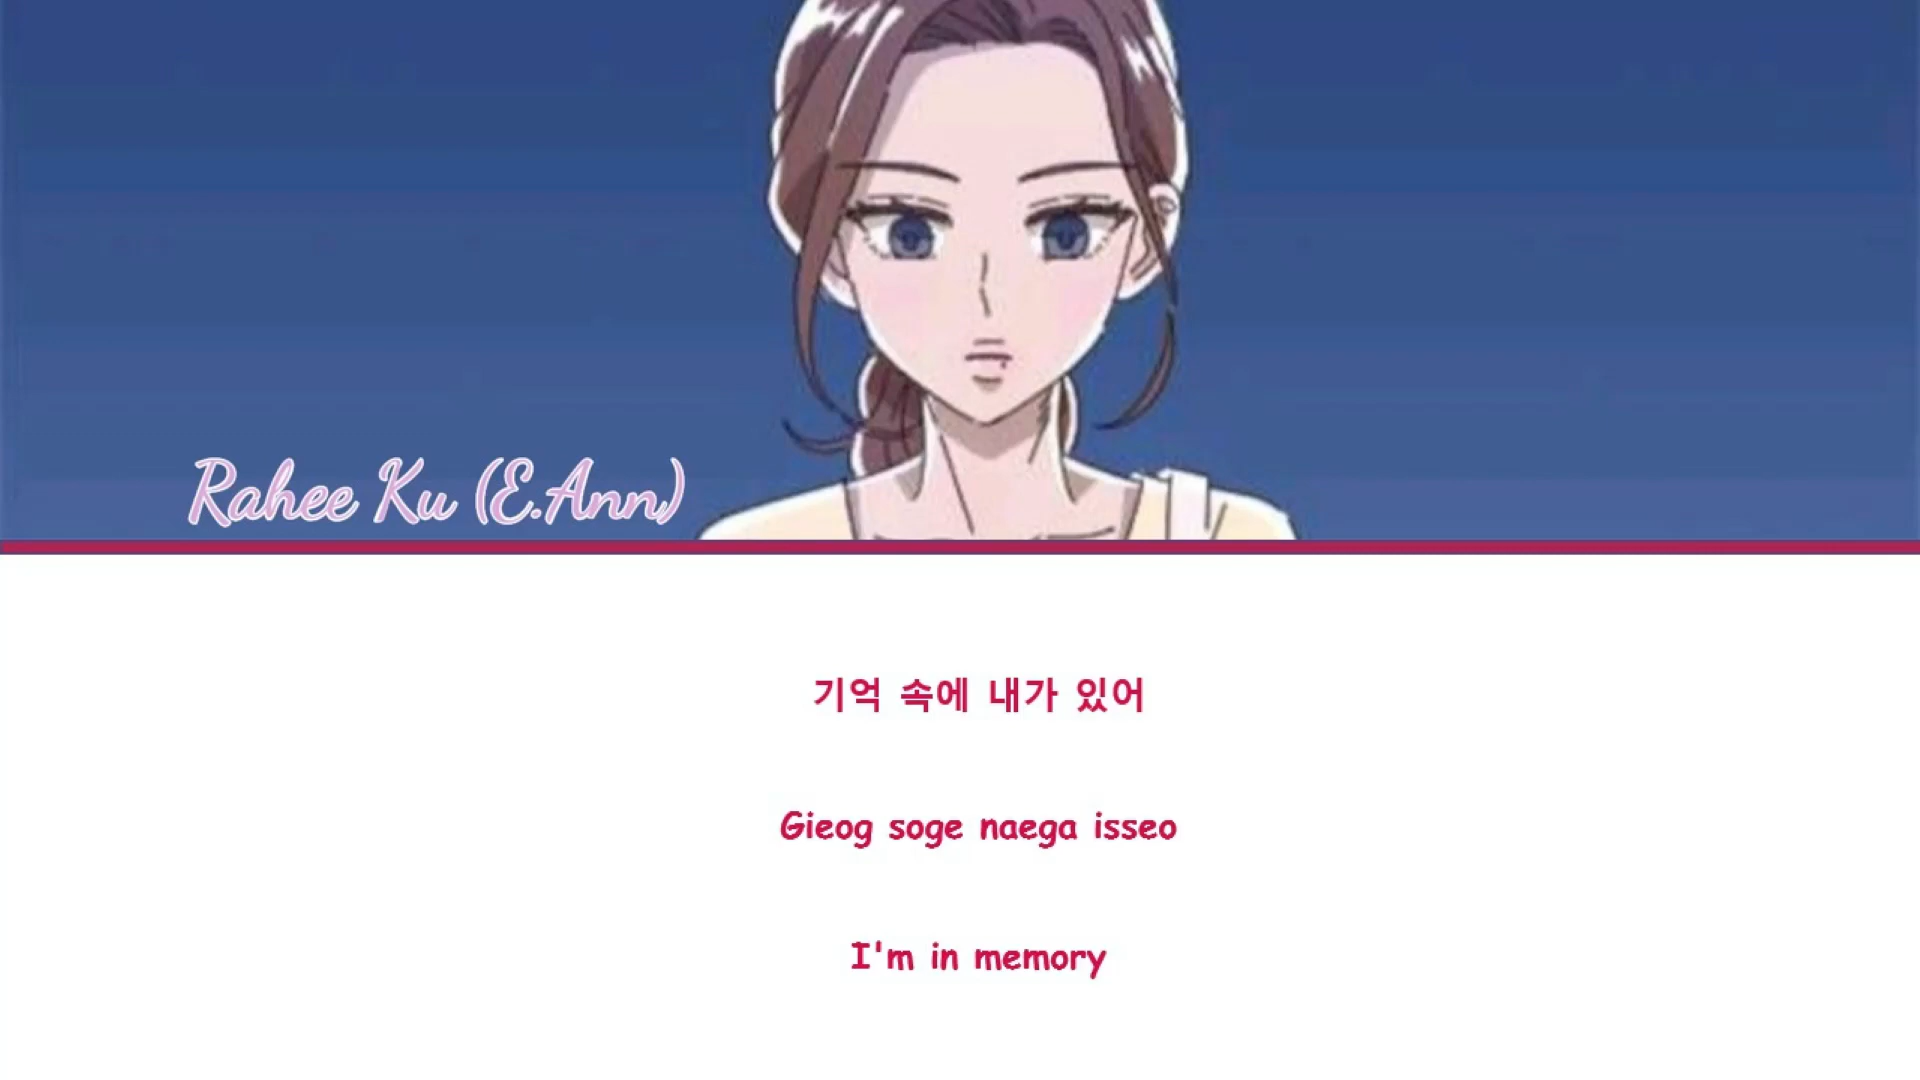 Rahee Ku (E.Ann)
기억 속에 내가 있어
Gieog soge naega isseo
I'm in memory